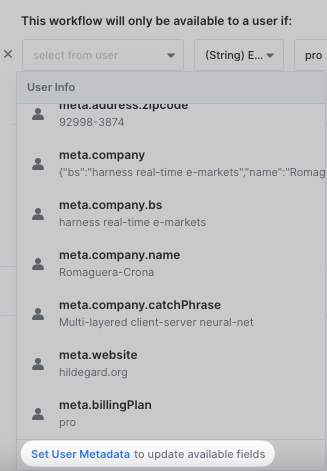 This workflow will only be available to a user if:
select from user
(String) E...
pro
User Info
meta.address.zipcode
92998-3874
meta.company
{"bs":"harness real-time e-markets","name":"Romag
meta.company.bs
harness real-time e-markets
meta.company.name
Romaguera-Crona
meta.company.catchPhrase
Multi-layered client-server neural-net
meta.website
hildegard.org
meta.billingPlan
pro
Set User Metadata to update available fields